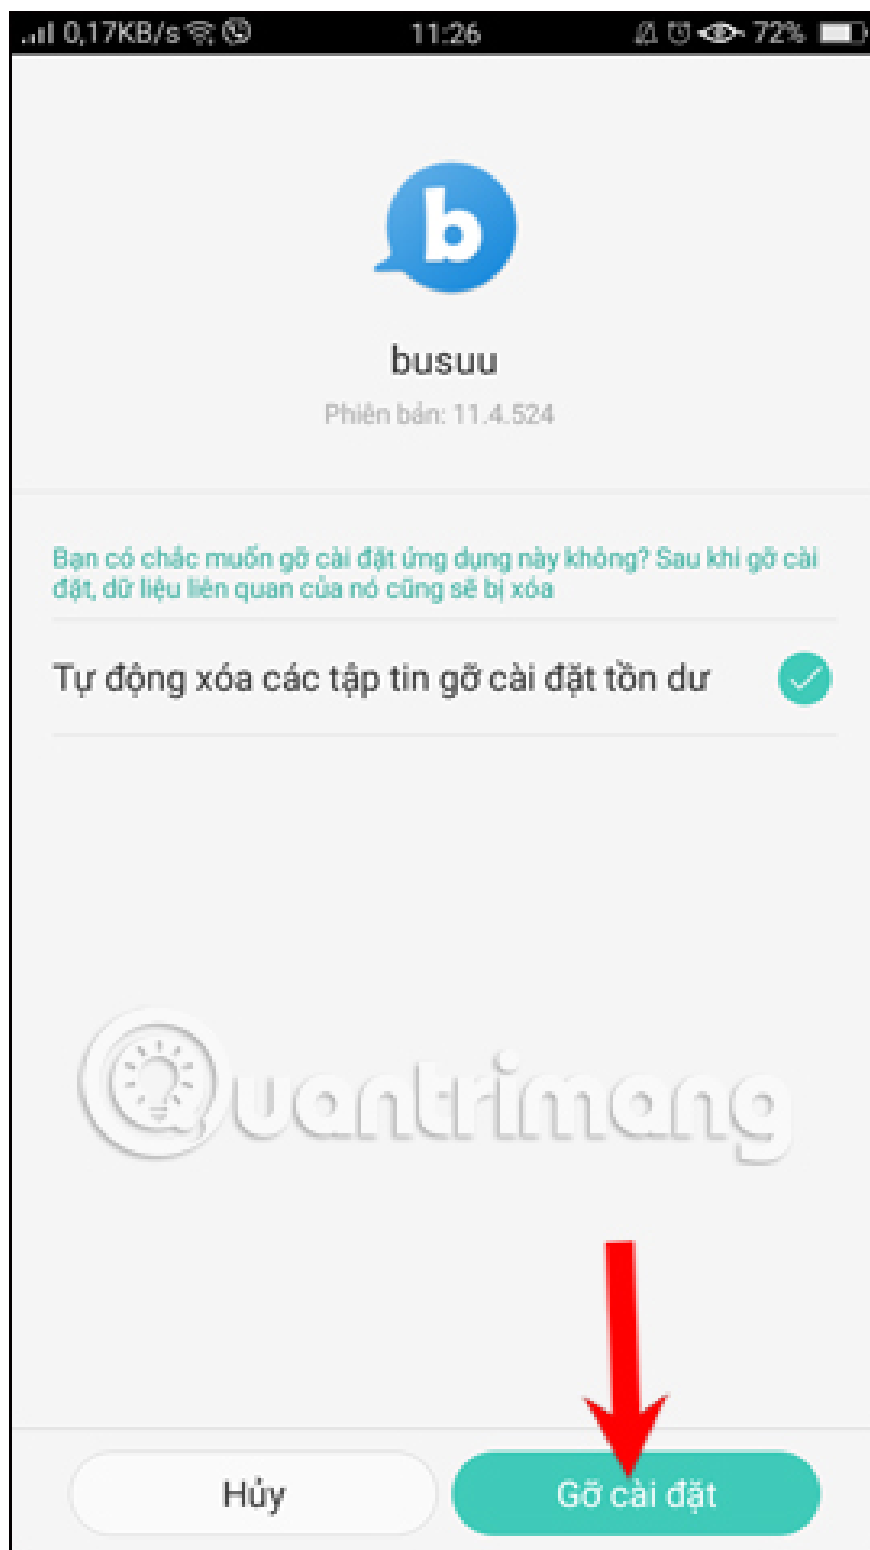 0,17KB/s 11:26 72%
b
busuu
Phiên bản: 11.4.524
Bạn có chắc muốn gỡ cài đặt ứng dụng này không? Sau khi gỡ cài
đặt, dữ liệu liên quan của nó cũng sẽ bị xóa
Tự động xóa các tập tin gỡ cài đặt tồn dư
Quantrimang
Hủy Gỡ cài đặt